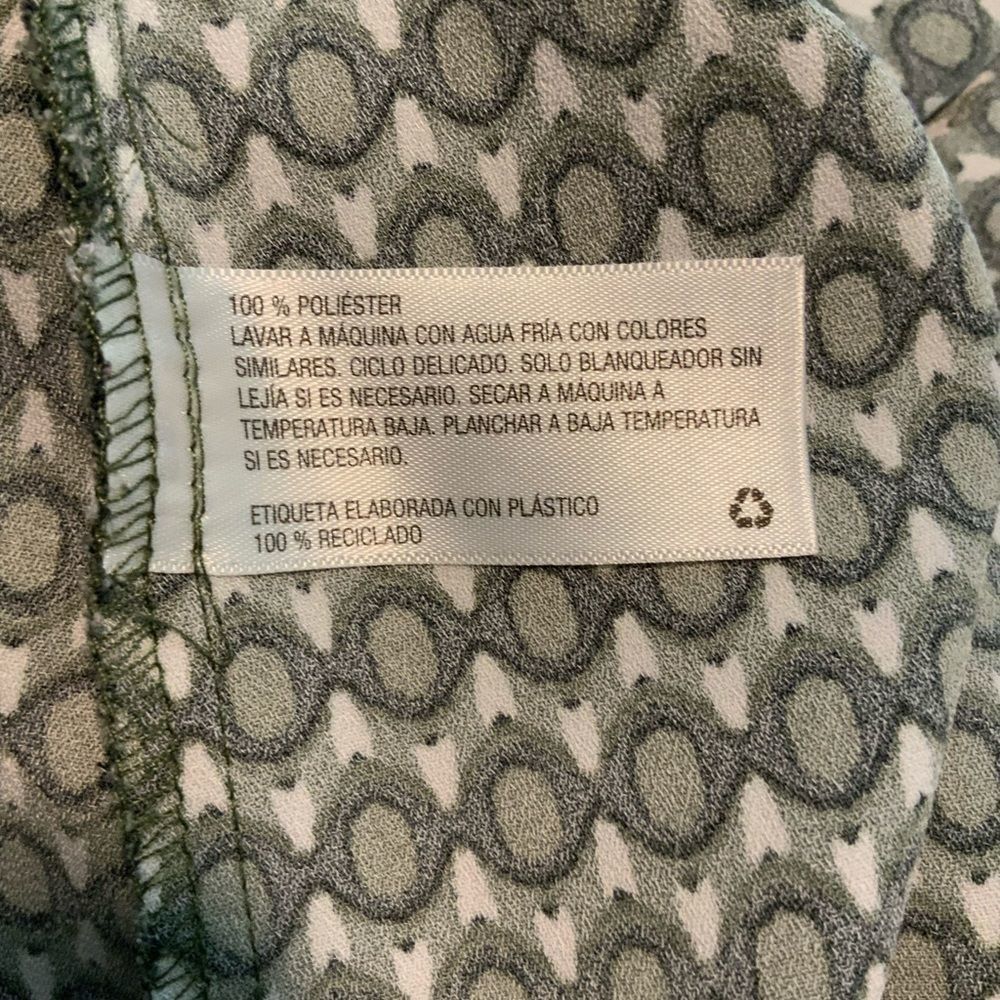 100 % POLIÉSTER
LAVAR A MÁQUINA CON AGUA FRÍA CON COLORES
SIMILARES. CICLO DELICADO. SOLO BLANQUEADOR SIN
LEJÍA SI ES NECESARIO. SECAR A MÁQUINA A
TEMPERATURA BAJA. PLANCHAR A BAJA TEMPERATURA
SI ES NECESARIO.
ETIQUETA ELABORADA CON PLÁSTICO
100 % RECICLADO